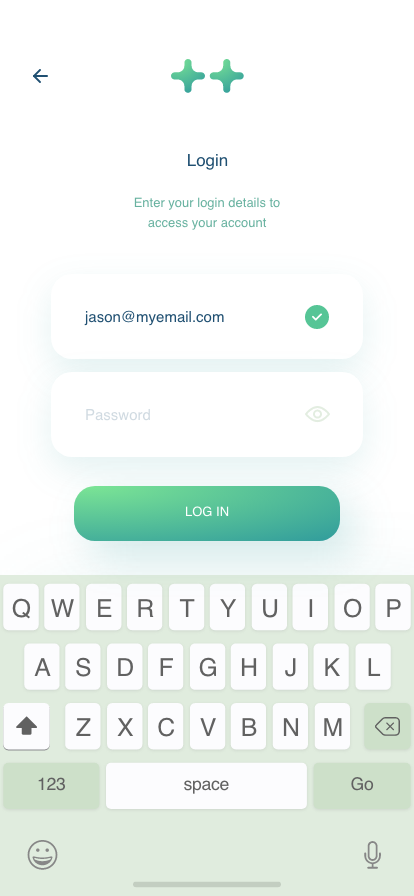 Login
Enter your login details to
access your account
jason@myemail.com
Password
LOG IN
Q W E R T Y U I O P
A S D F G H J K L
Z X C V B N M
123 space Go